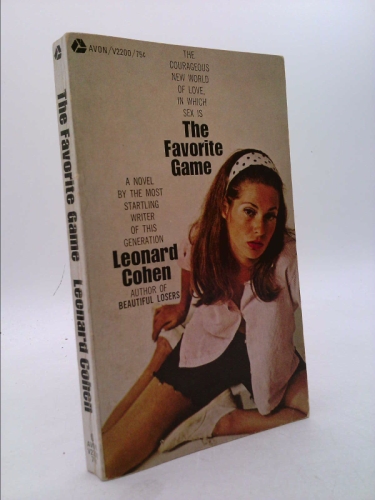 AVON/V2200/75¢
THE
COURAGEOUS
NEW WORLD
OF LOVE,
IN WHICH
SEX IS
The
Favorite
Game
A NOVEL
BY THE MOST
STARTLING
WRITER
OF THIS
GENERATION
Leonard
Cohen
AUTHOR OF
BEAUTIFUL LOSERS
The Favorite Game Leonard Cohen